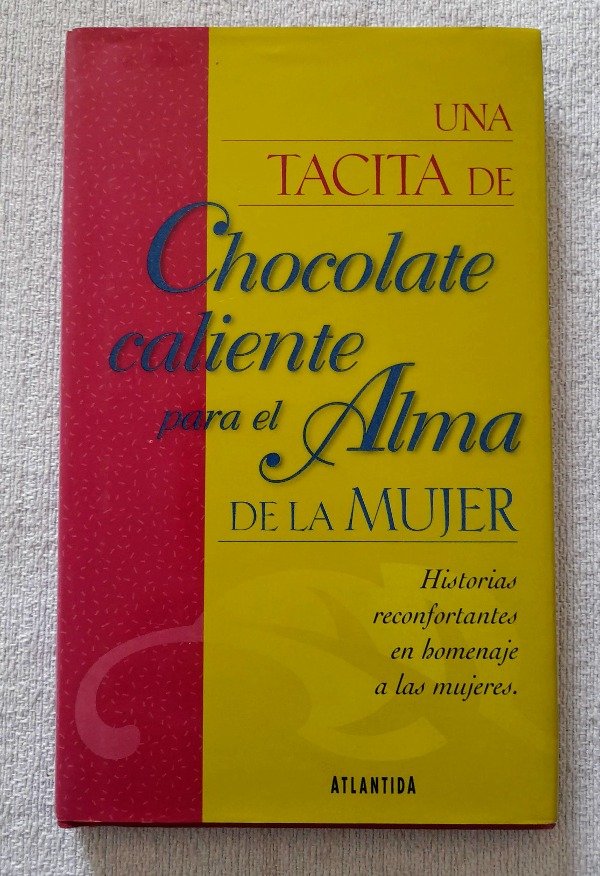 UNA
TACITA DE
Chocolate
caliente
para el Alma
DE LA MUJER
Historias
reconfortantes
en homenaje
a las mujeres.
ATLANTIDA